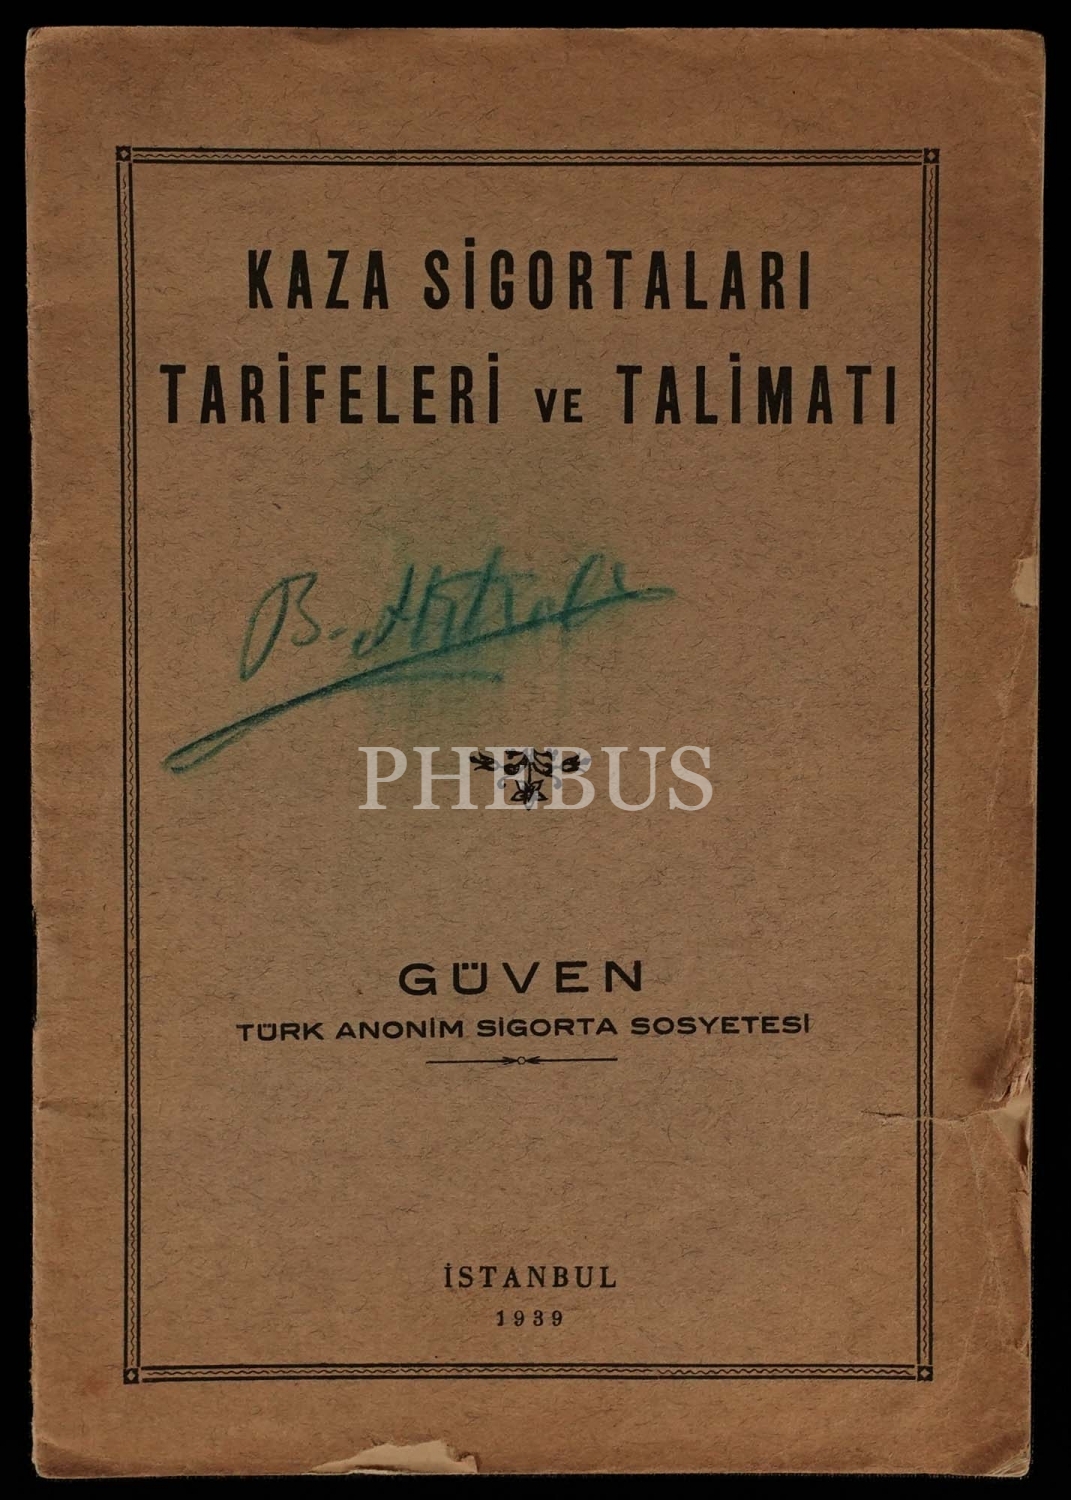 KAZA SİGORTALARI
TARİFELERİ VE TALİMATI
B.
PHEBUS
GÜVEN
TÜRK ANONİM SİGORTA SOSYETESİ
İSTANBUL
1939